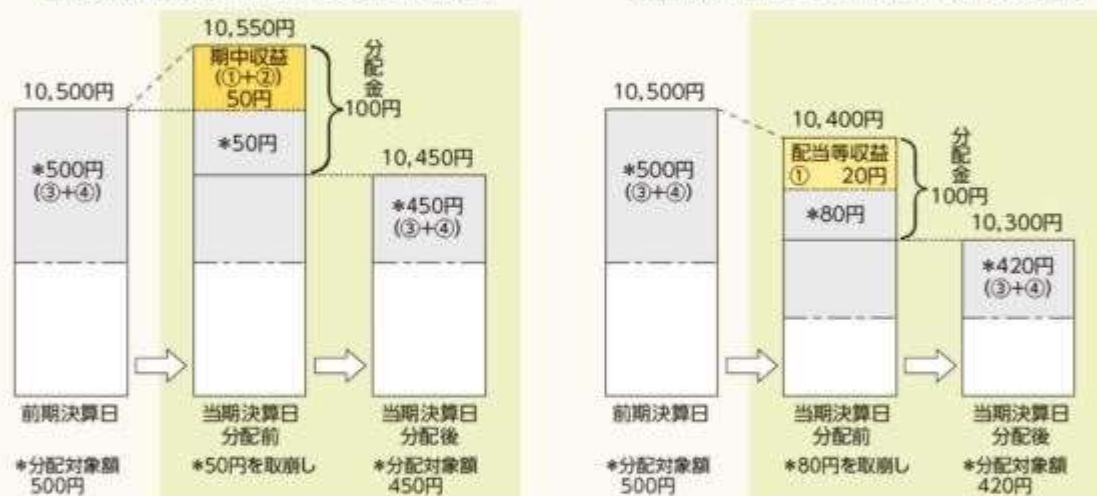 10,550円
期中収益
(①+②)
50円
分配金
100円
10,500円
*50円
10,450円
*500円
(③+④)
*450円
(③+④)
前期決算日
当期決算日
分配前
当期決算日
分配後
*分配対象額
500円
*50円を取崩し
*分配対象額
450円
10,500円
10,400円
配当等収益
① 20円
分配金
100円
*500円
(③+④)
*80円
10,300円
*420円
(③+④)
前期決算日
当期決算日
分配前
当期決算日
分配後
*分配対象額
500円
*80円を取崩し
*分配対象額
420円